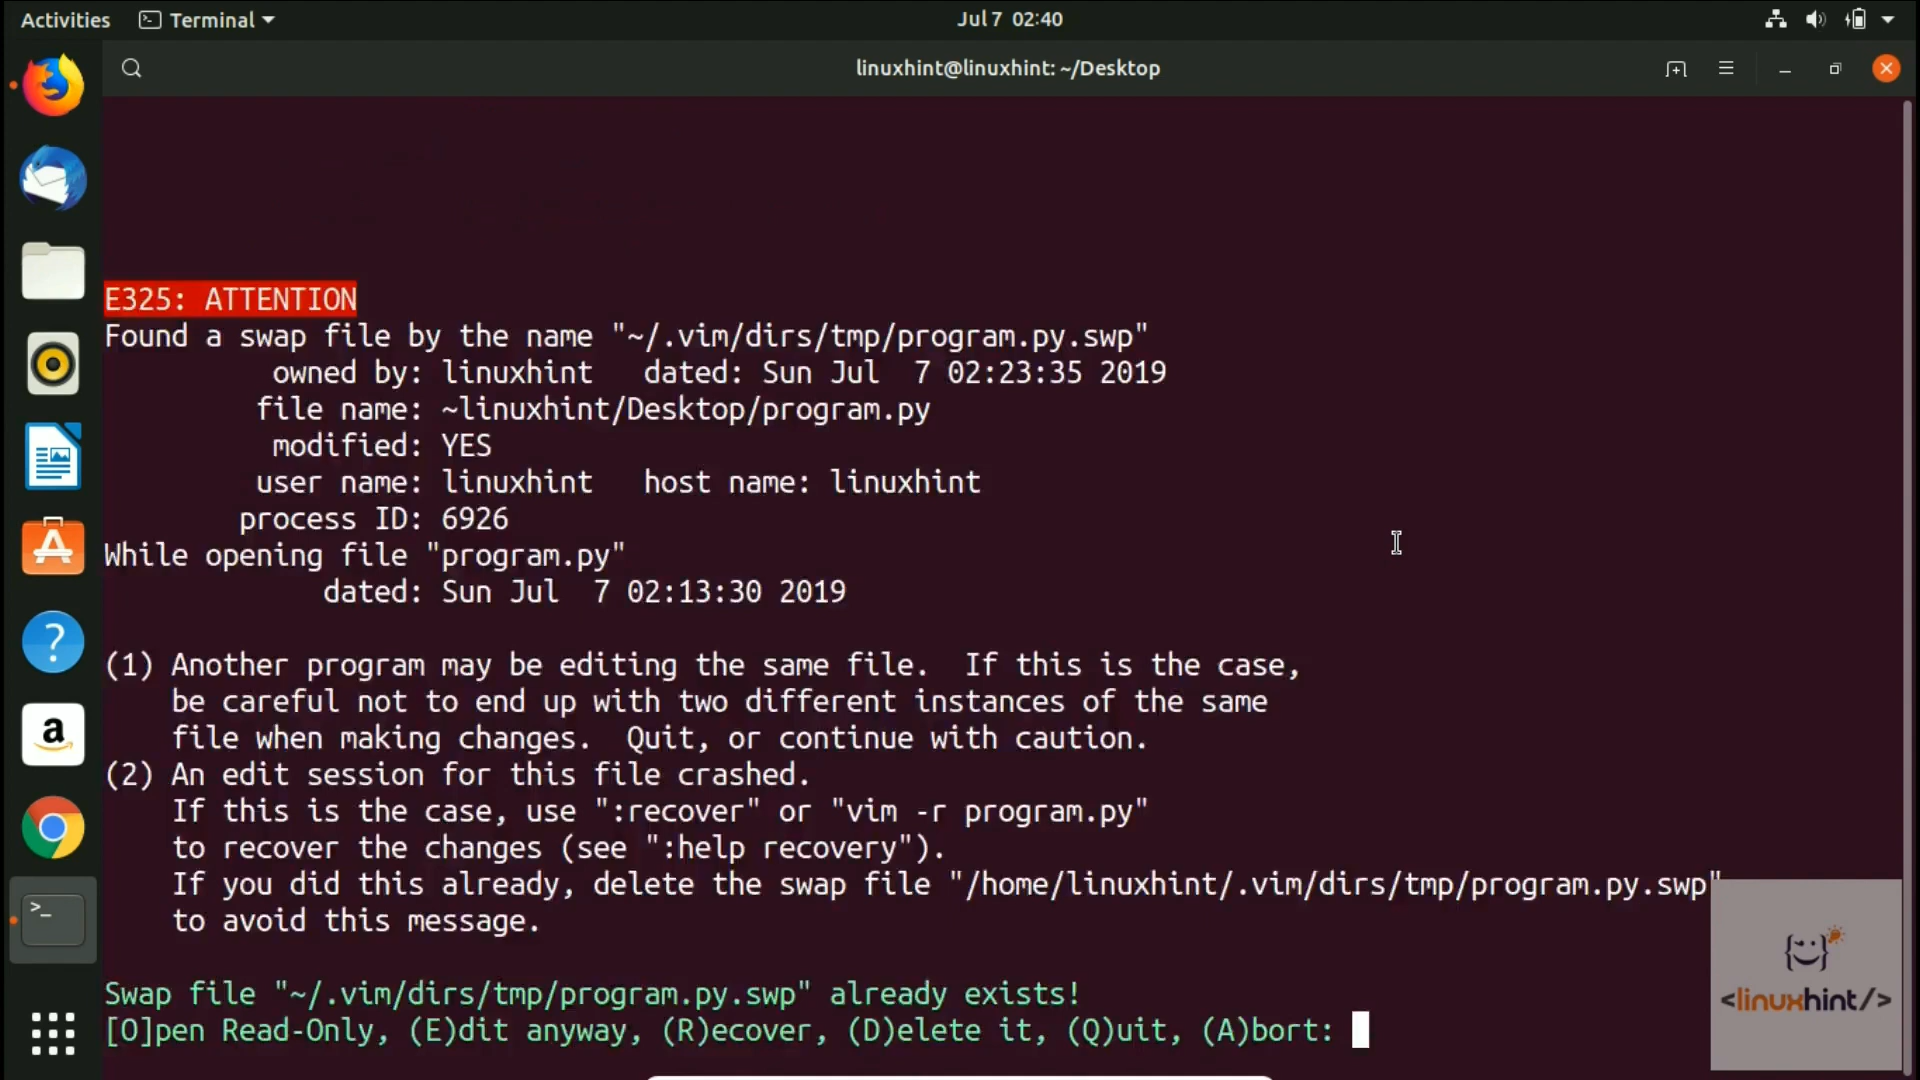 Activities Terminal Jul 7 02:40
linuxhint@linuxhint: ~/Desktop
E325: ATTENTION
Found a swap file by the name "~/.vim/dirs/tmp/program.py.swp"
owned by: linuxhint dated: Sun Jul 7 02:23:35 2019
file name: ~linuxhint/Desktop/program.py
modified: YES
user name: linuxhint host name: linuxhint
process ID: 6926
While opening file "program.py"
dated: Sun Jul 7 02:13:30 2019
(1) Another program may be editing the same file. If this is the case,
be careful not to end up with two different instances of the same
file when making changes. Quit, or continue with caution.
(2) An edit session for this file crashed.
If this is the case, use ":recover" or "vim -r program.py"
to recover the changes (see ":help recovery").
If you did this already, delete the swap file "/home/linuxhint/.vim/dirs/tmp/program.py.swp"
to avoid this message.
Swap file "~/.vim/dirs/tmp/program.py.swp" already exists!
[O]pen Read-Only, (E)dit anyway, (R)ecover, (D)elete it, (Q)uit, (A)bort:
<linuxhint/>